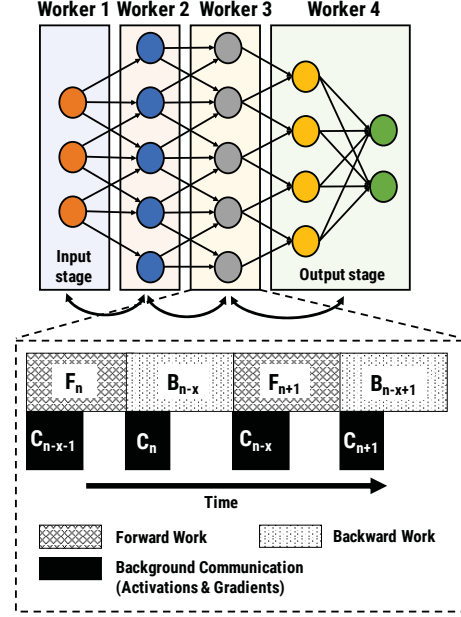 Worker 1 Worker 2 Worker 3 Worker 4
Input
stage
Output stage
Fn Bn-x Fn+1 Bn-x+1
Cn-x-1 Cn Cn-x Cn+1
Time
Forward Work Backward Work
Background Communication
(Activations & Gradients)